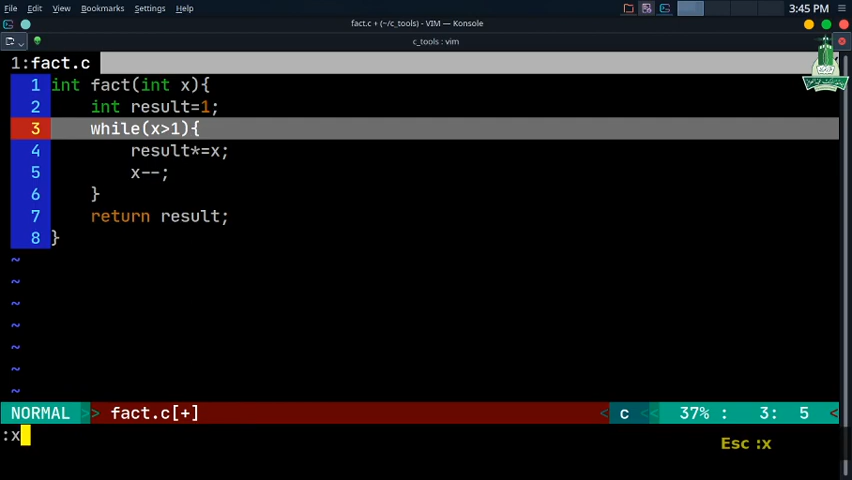 File Edit View Bookmarks Settings Help
3:45 PM
fact.c + (~/c_tools) - VIM — Konsole
c_tools : vim
1:fact.c
1 int fact(int x){
2     int result=1;
3     while(x>1){
4         result*=x;
5         x--;
6     }
7     return result;
8 }
~
~
~
~
~
~
~
NORMAL >> fact.c[+] < c << 37% : 3: 5 <
:x
Esc :x